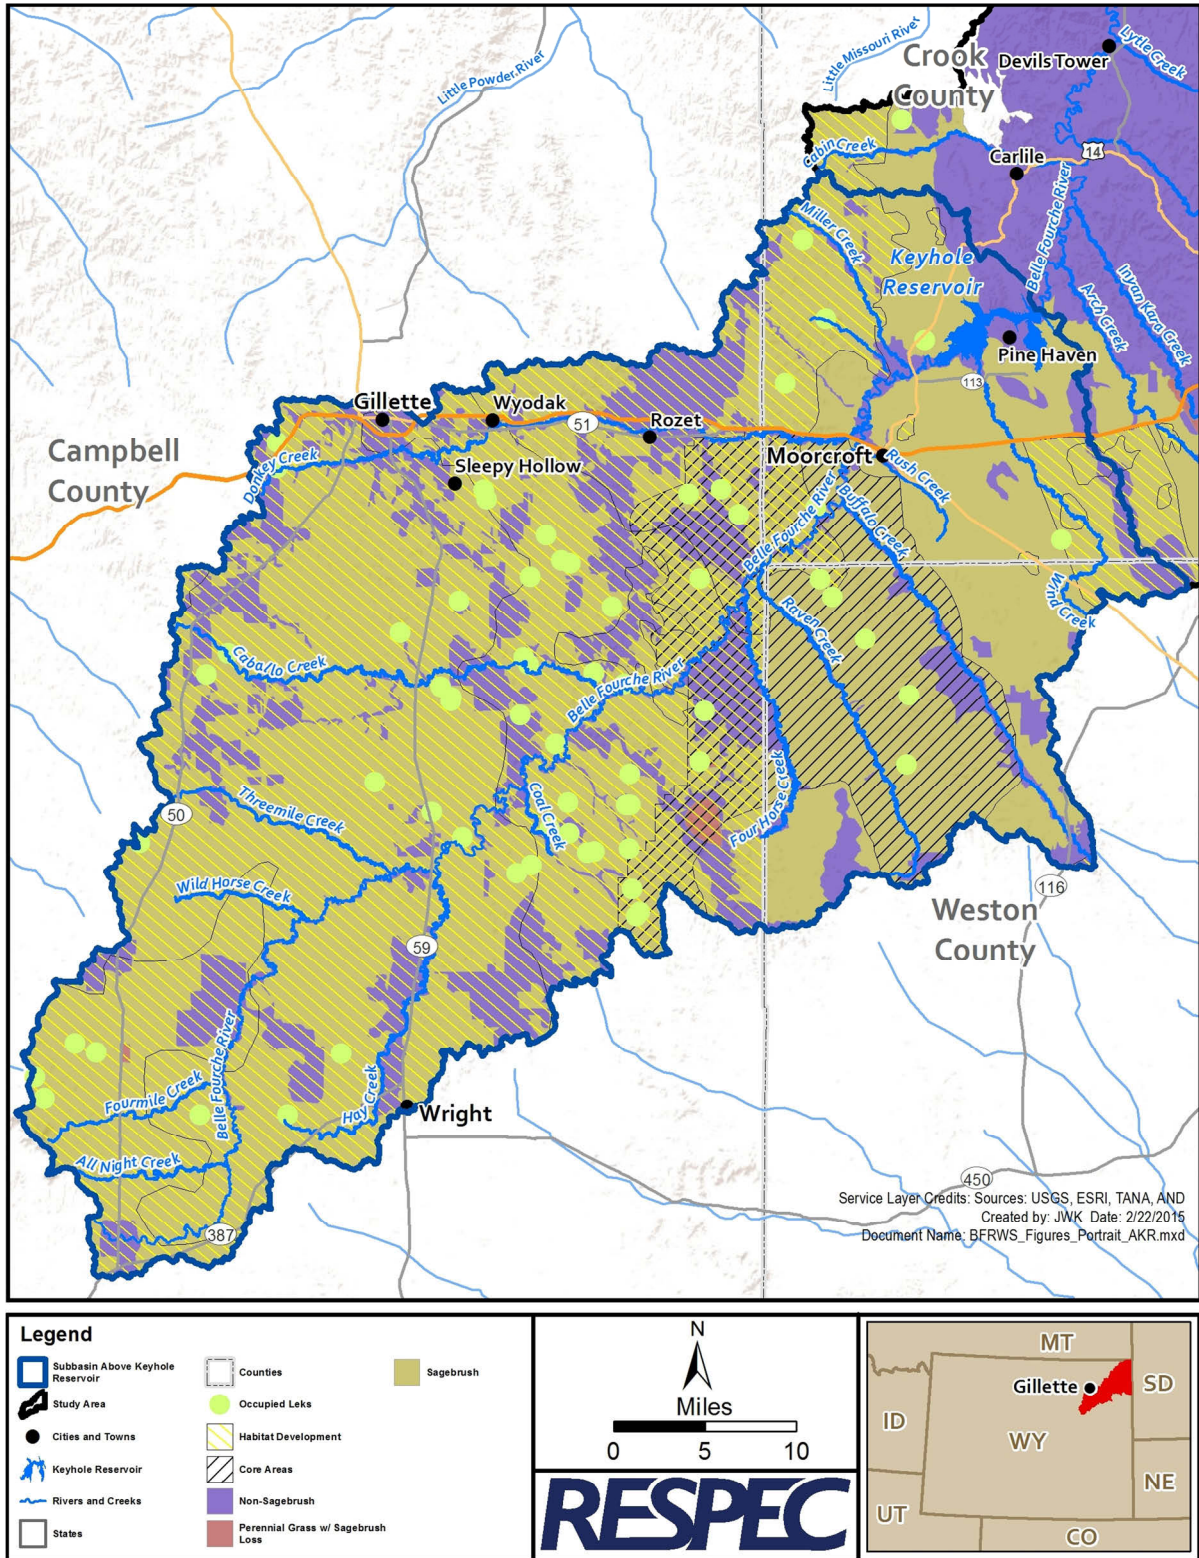 Little Missouri River
Crook
County
Devils Tower
Lytle Creek
Little Powder River
Cabin Creek
Carlile
14
Belle Fourche River
Miller Creek
Keyhole
Reservoir
Inyan Kara Creek
Arch Creek
Pine Haven
113
Gillette
Wyodak
51
Rozet
Campbell
County
Donkey Creek
Sleepy Hollow
Moorcroft
Rush Creek
Belle Fourche River
Buffalo Creek
Wind Creek
Raven Creek
Caballo Creek
Belle Fourche River
50
Threemile Creek
Coal Creek
Four Horse Creek
Wild Horse Creek
116
Weston
County
59
Belle Fourche River
Fourmile Creek
Hay Creek
Wright
All Night Creek
450
387
Service Layer Credits: Sources: USGS, ESRI, TANA, AND
Created by: JWK Date: 2/22/2015
Document Name: BFRWS_Figures_Portrait_AKR.mxd
Legend
Subbasin Above Keyhole
Reservoir
Study Area
Cities and Towns
Keyhole Reservoir
Rivers and Creeks
States
Counties
Occupied Leks
Habitat Development
Core Areas
Non-Sagebrush
Perennial Grass w/ Sagebrush
Loss
Sagebrush
N
Miles
0 5 10
RESPEC
MT
Gillette
SD
ID
WY
NE
UT
CO